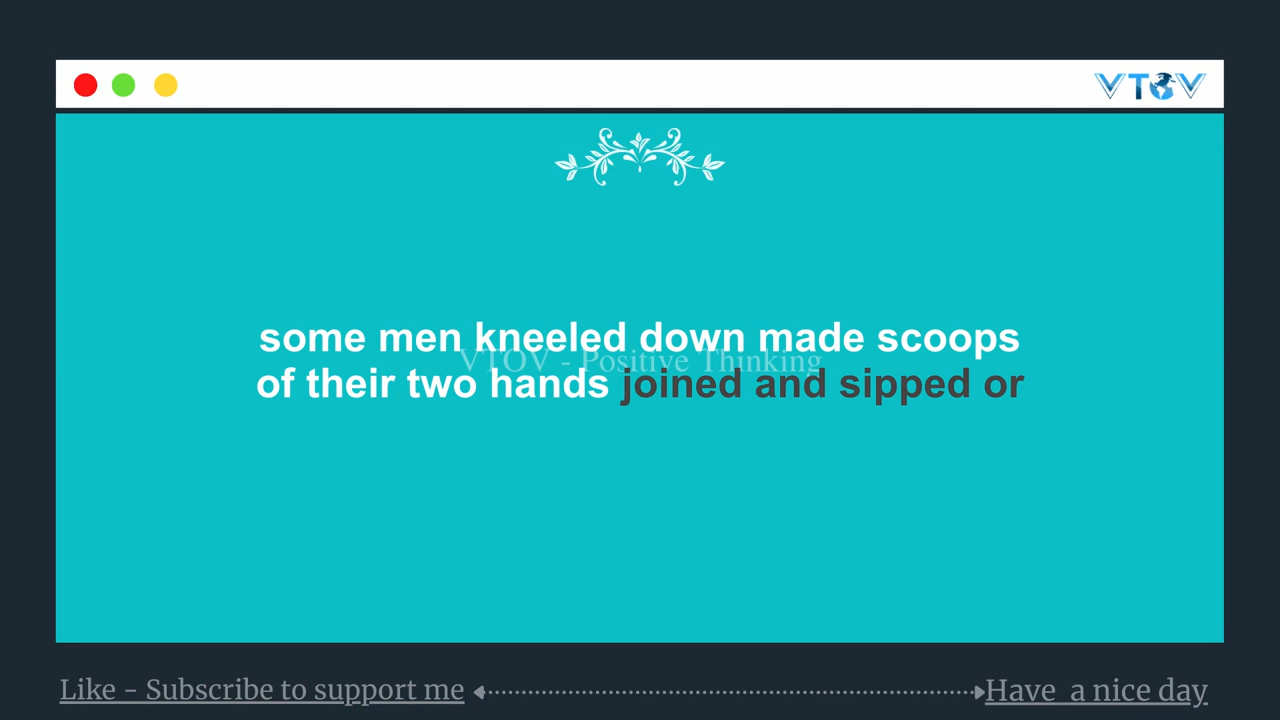 VTOV
some men kneeled down made scoops
VTOV - Positive Thinking
of their two hands joined and sipped or
Like - Subscribe to support me
Have a nice day